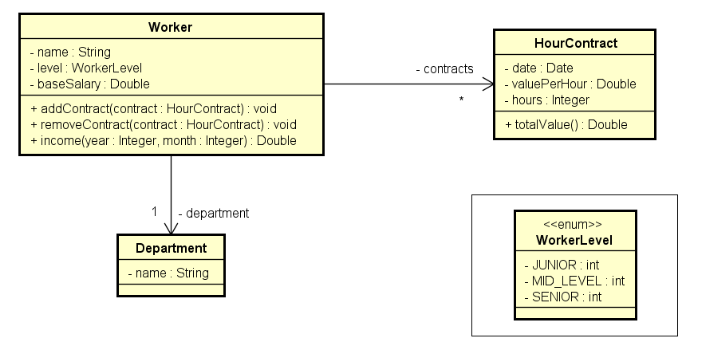 Worker
- name : String
- level : WorkerLevel
- baseSalary : Double
+ addContract(contract : HourContract) : void
+ removeContract(contract : HourContract) : void
+ income(year : Integer, month : Integer) : Double
- contracts
*
HourContract
- date : Date
- valuePerHour : Double
- hours : Integer
+ totalValue() : Double
1 - department
Department
- name : String
<<enum>>
WorkerLevel
- JUNIOR : int
- MID_LEVEL : int
- SENIOR : int